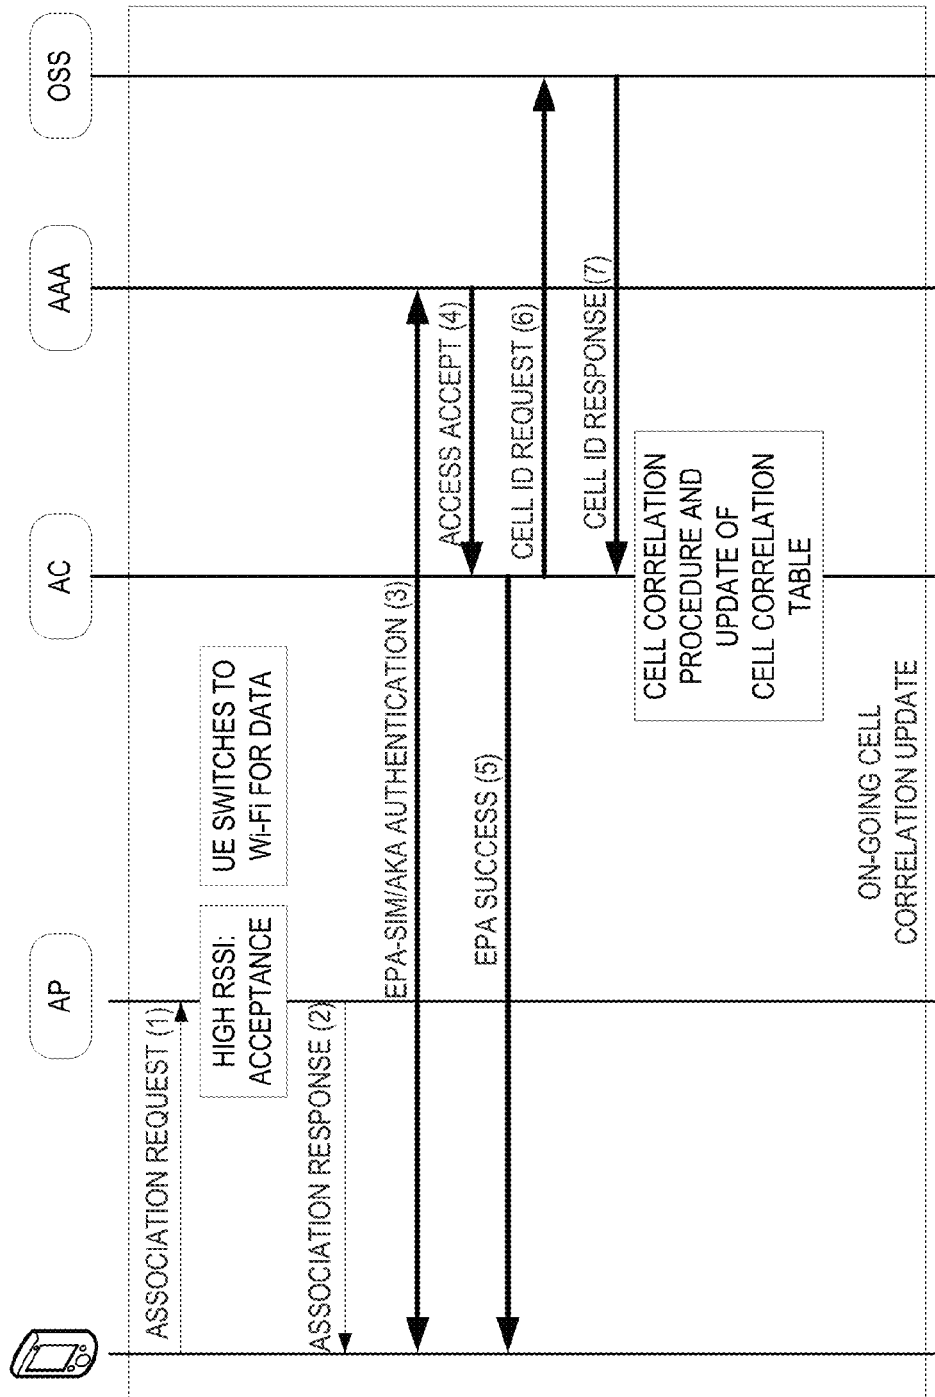 AP
AC
AAA
OSS
ASSOCIATION REQUEST (1)
HIGH RSSI:
ACCEPTANCE
UE SWITCHES TO
Wi-Fi FOR DATA
ASSOCIATION RESPONSE (2)
EPA-SIM/AKA AUTHENTICATION (3)
ACCESS ACCEPT (4)
EPA SUCCESS (5)
CELL ID REQUEST (6)
CELL ID RESPONSE (7)
CELL CORRELATION
PROCEDURE AND
UPDATE OF
CELL CORRELATION
TABLE
ON-GOING CELL
CORRELATION UPDATE